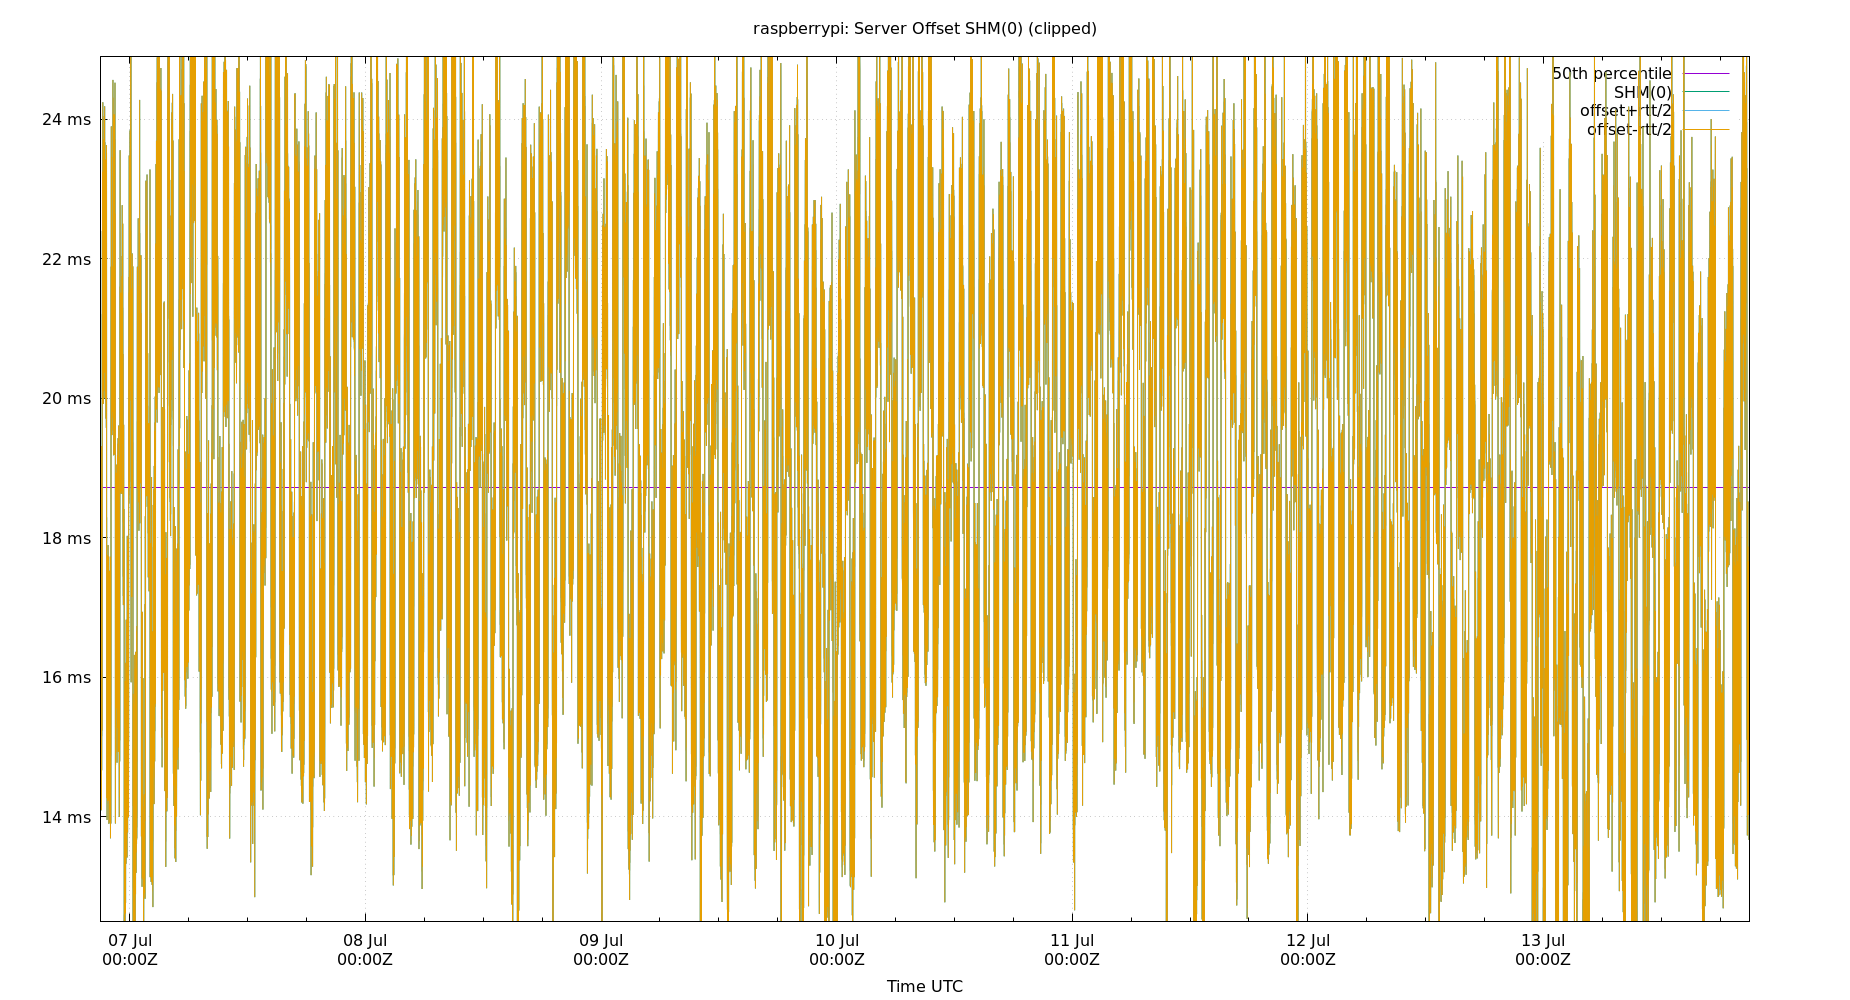 raspberrypi: Server Offset SHM(0) (clipped)
50th percentile
SHM(0)
offset+rtt/2
offset-rtt/2
24 ms
22 ms
20 ms
18 ms
16 ms
14 ms
07 Jul 08 Jul 09 Jul 10 Jul 11 Jul 12 Jul 13 Jul
00:00Z 00:00Z 00:00Z 00:00Z 00:00Z 00:00Z 00:00Z
Time UTC